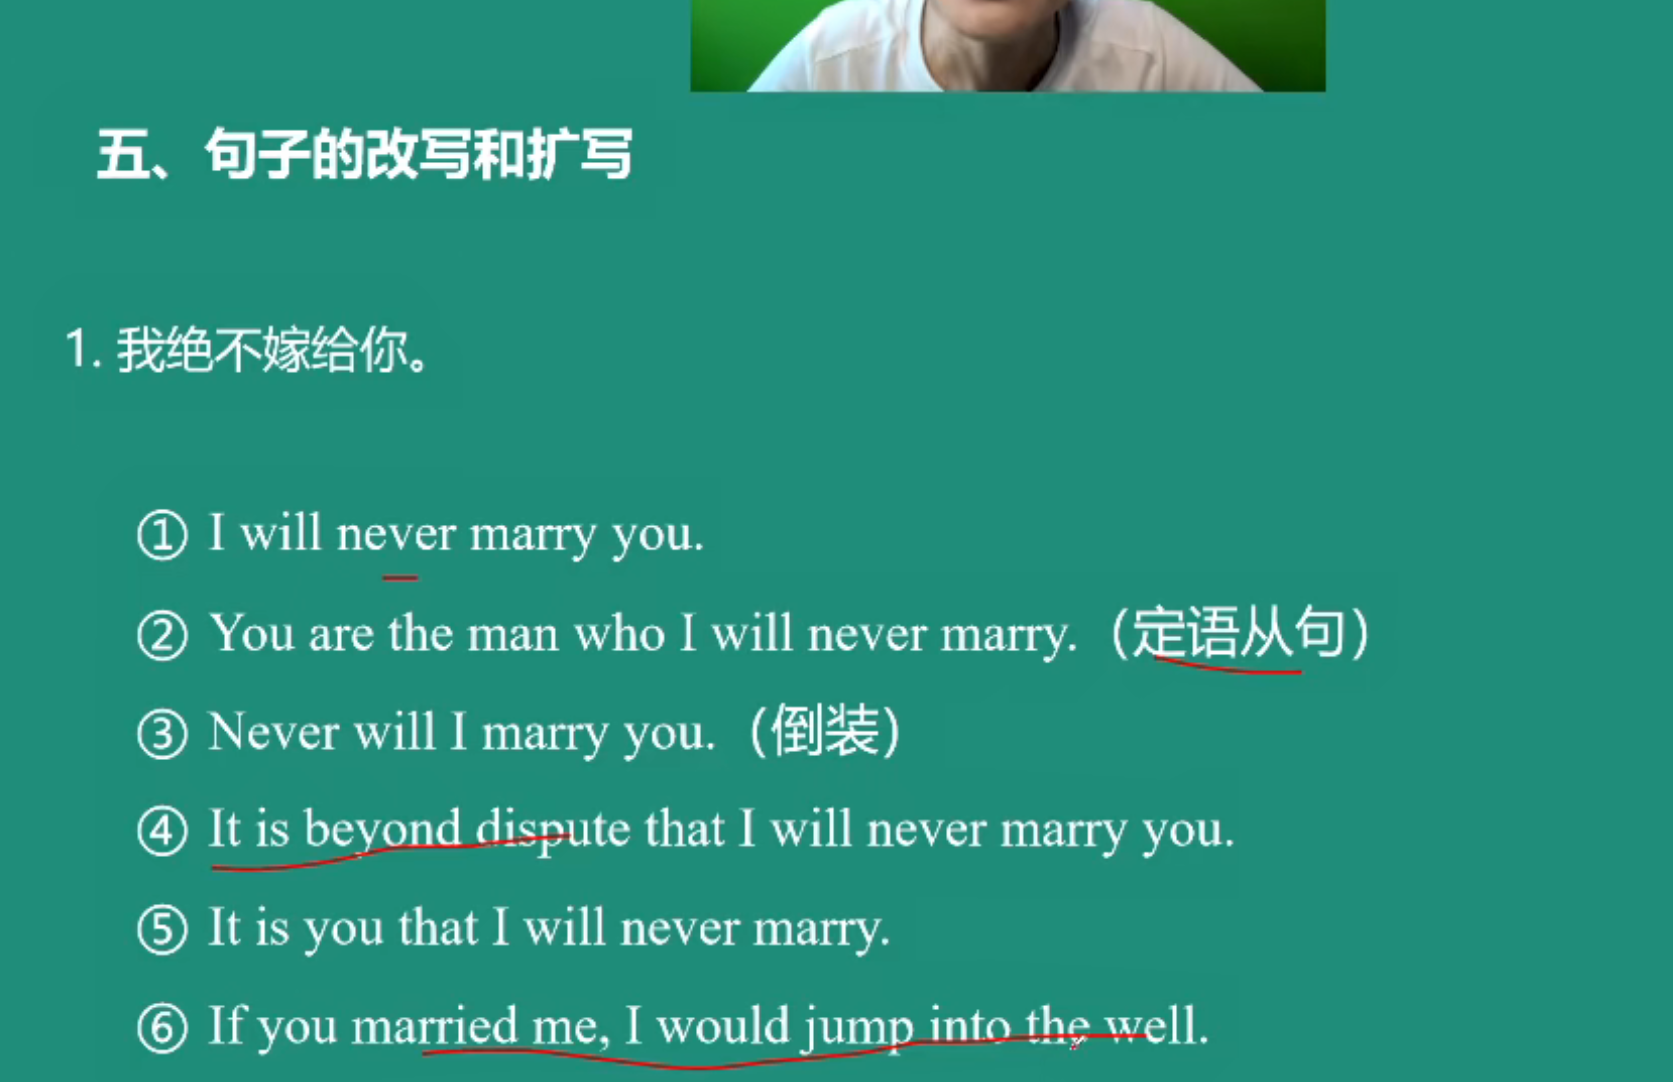 五、句子的改写和扩写
1. 我绝不嫁给你。
① I will never marry you.
② You are the man who I will never marry.（定语从句）
③ Never will I marry you.（倒装）
④ It is beyond dispute that I will never marry you.
⑤ It is you that I will never marry.
⑥ If you married me, I would jump into the well.